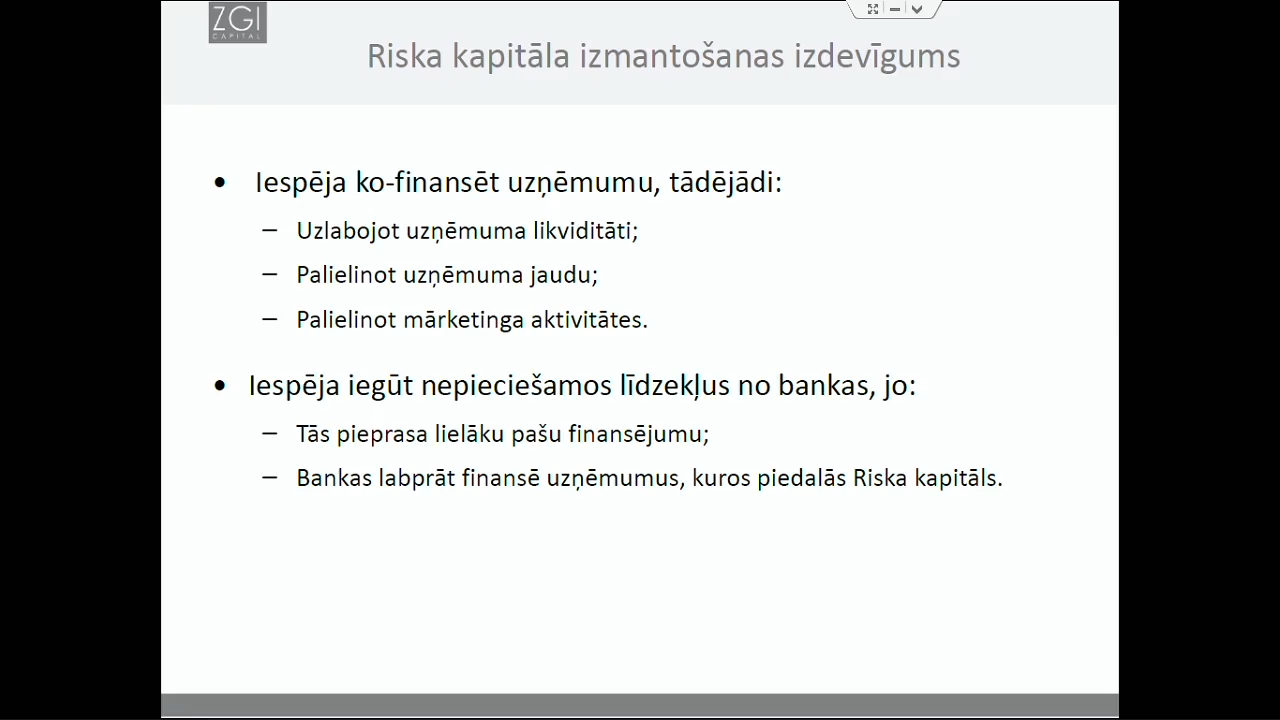 ZGI
CAPITAL
Riska kapitāla izmantošanas izdevīgums
• Iespēja ko-finansēt uzņēmumu, tādējādi:
– Uzlabojot uzņēmuma likviditāti;
– Palielinot uzņēmuma jaudu;
– Palielinot mārketinga aktivitātes.
• Iespēja iegūt nepieciešamos līdzekļus no bankas, jo:
– Tās pieprasa lielāku pašu finansējumu;
– Bankas labprāt finansē uzņēmumus, kuros piedalās Riska kapitāls.